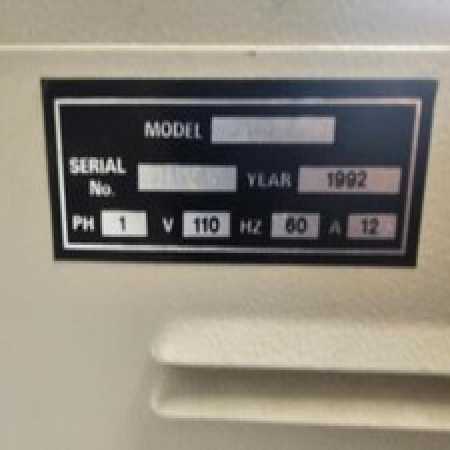 MODEL
SERIAL
No. YEAR 1992
PH 1 V 110 HZ 60 A 12